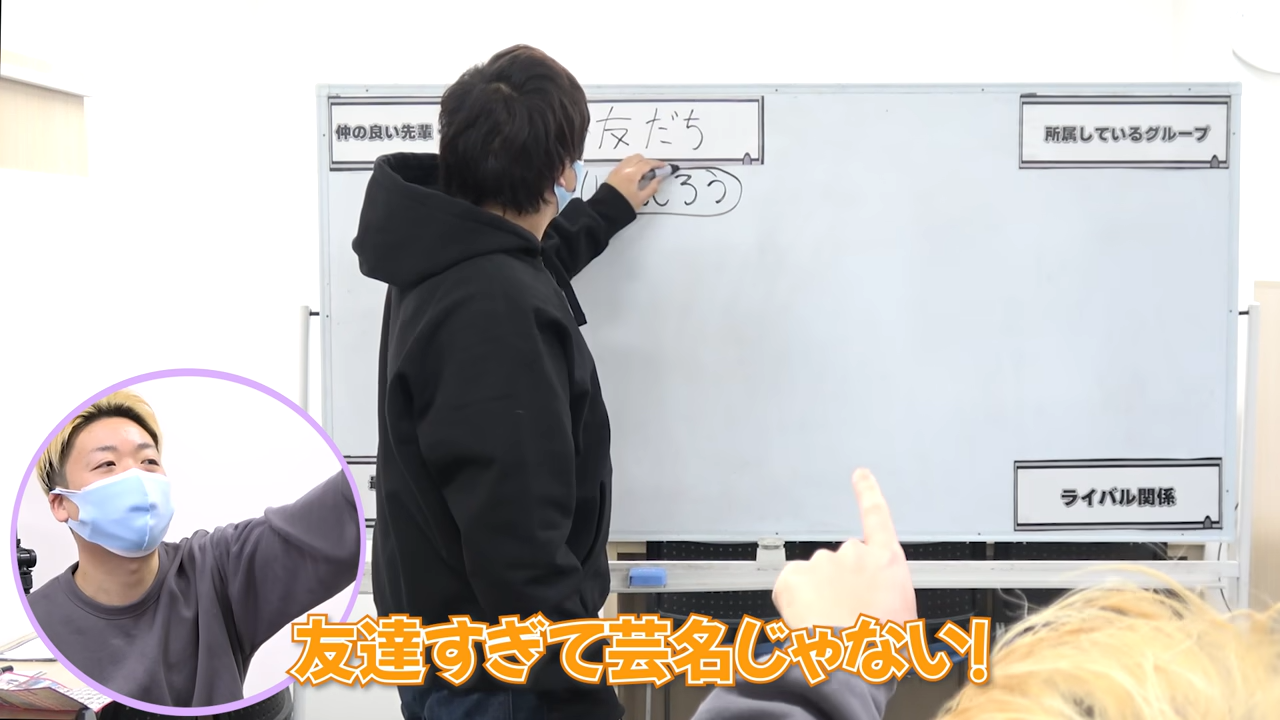 仲の良い先輩
友だち
ろう
所属しているグループ
ライバル関係
友達すぎて芸名じゃない!